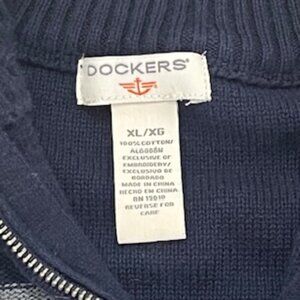 DOCKERS®
XL/XG
100%COTTON/
ALGODÓN
EXCLUSIVE OF
EMBROIDERY/
EXCLUSIVO DE
BORDADO
MADE IN CHINA
HECHO EN CHINA
RN 13019
REVERSE FOR
CARE